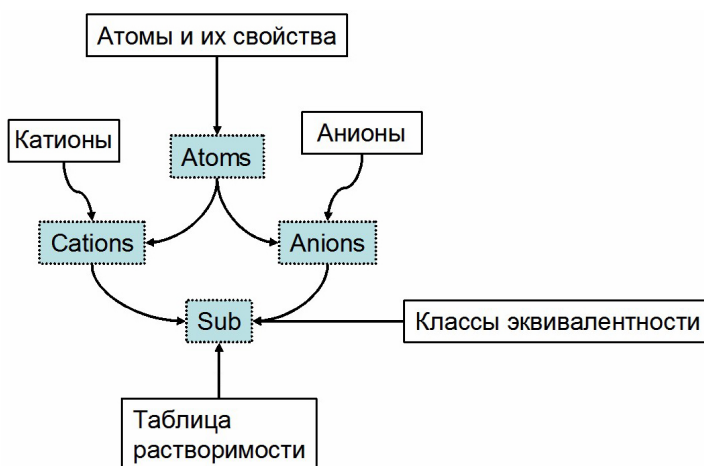 Атомы и их свойства
Катионы
Анионы
Atoms
Cations
Anions
Sub
Классы эквивалентности
Таблица
растворимости